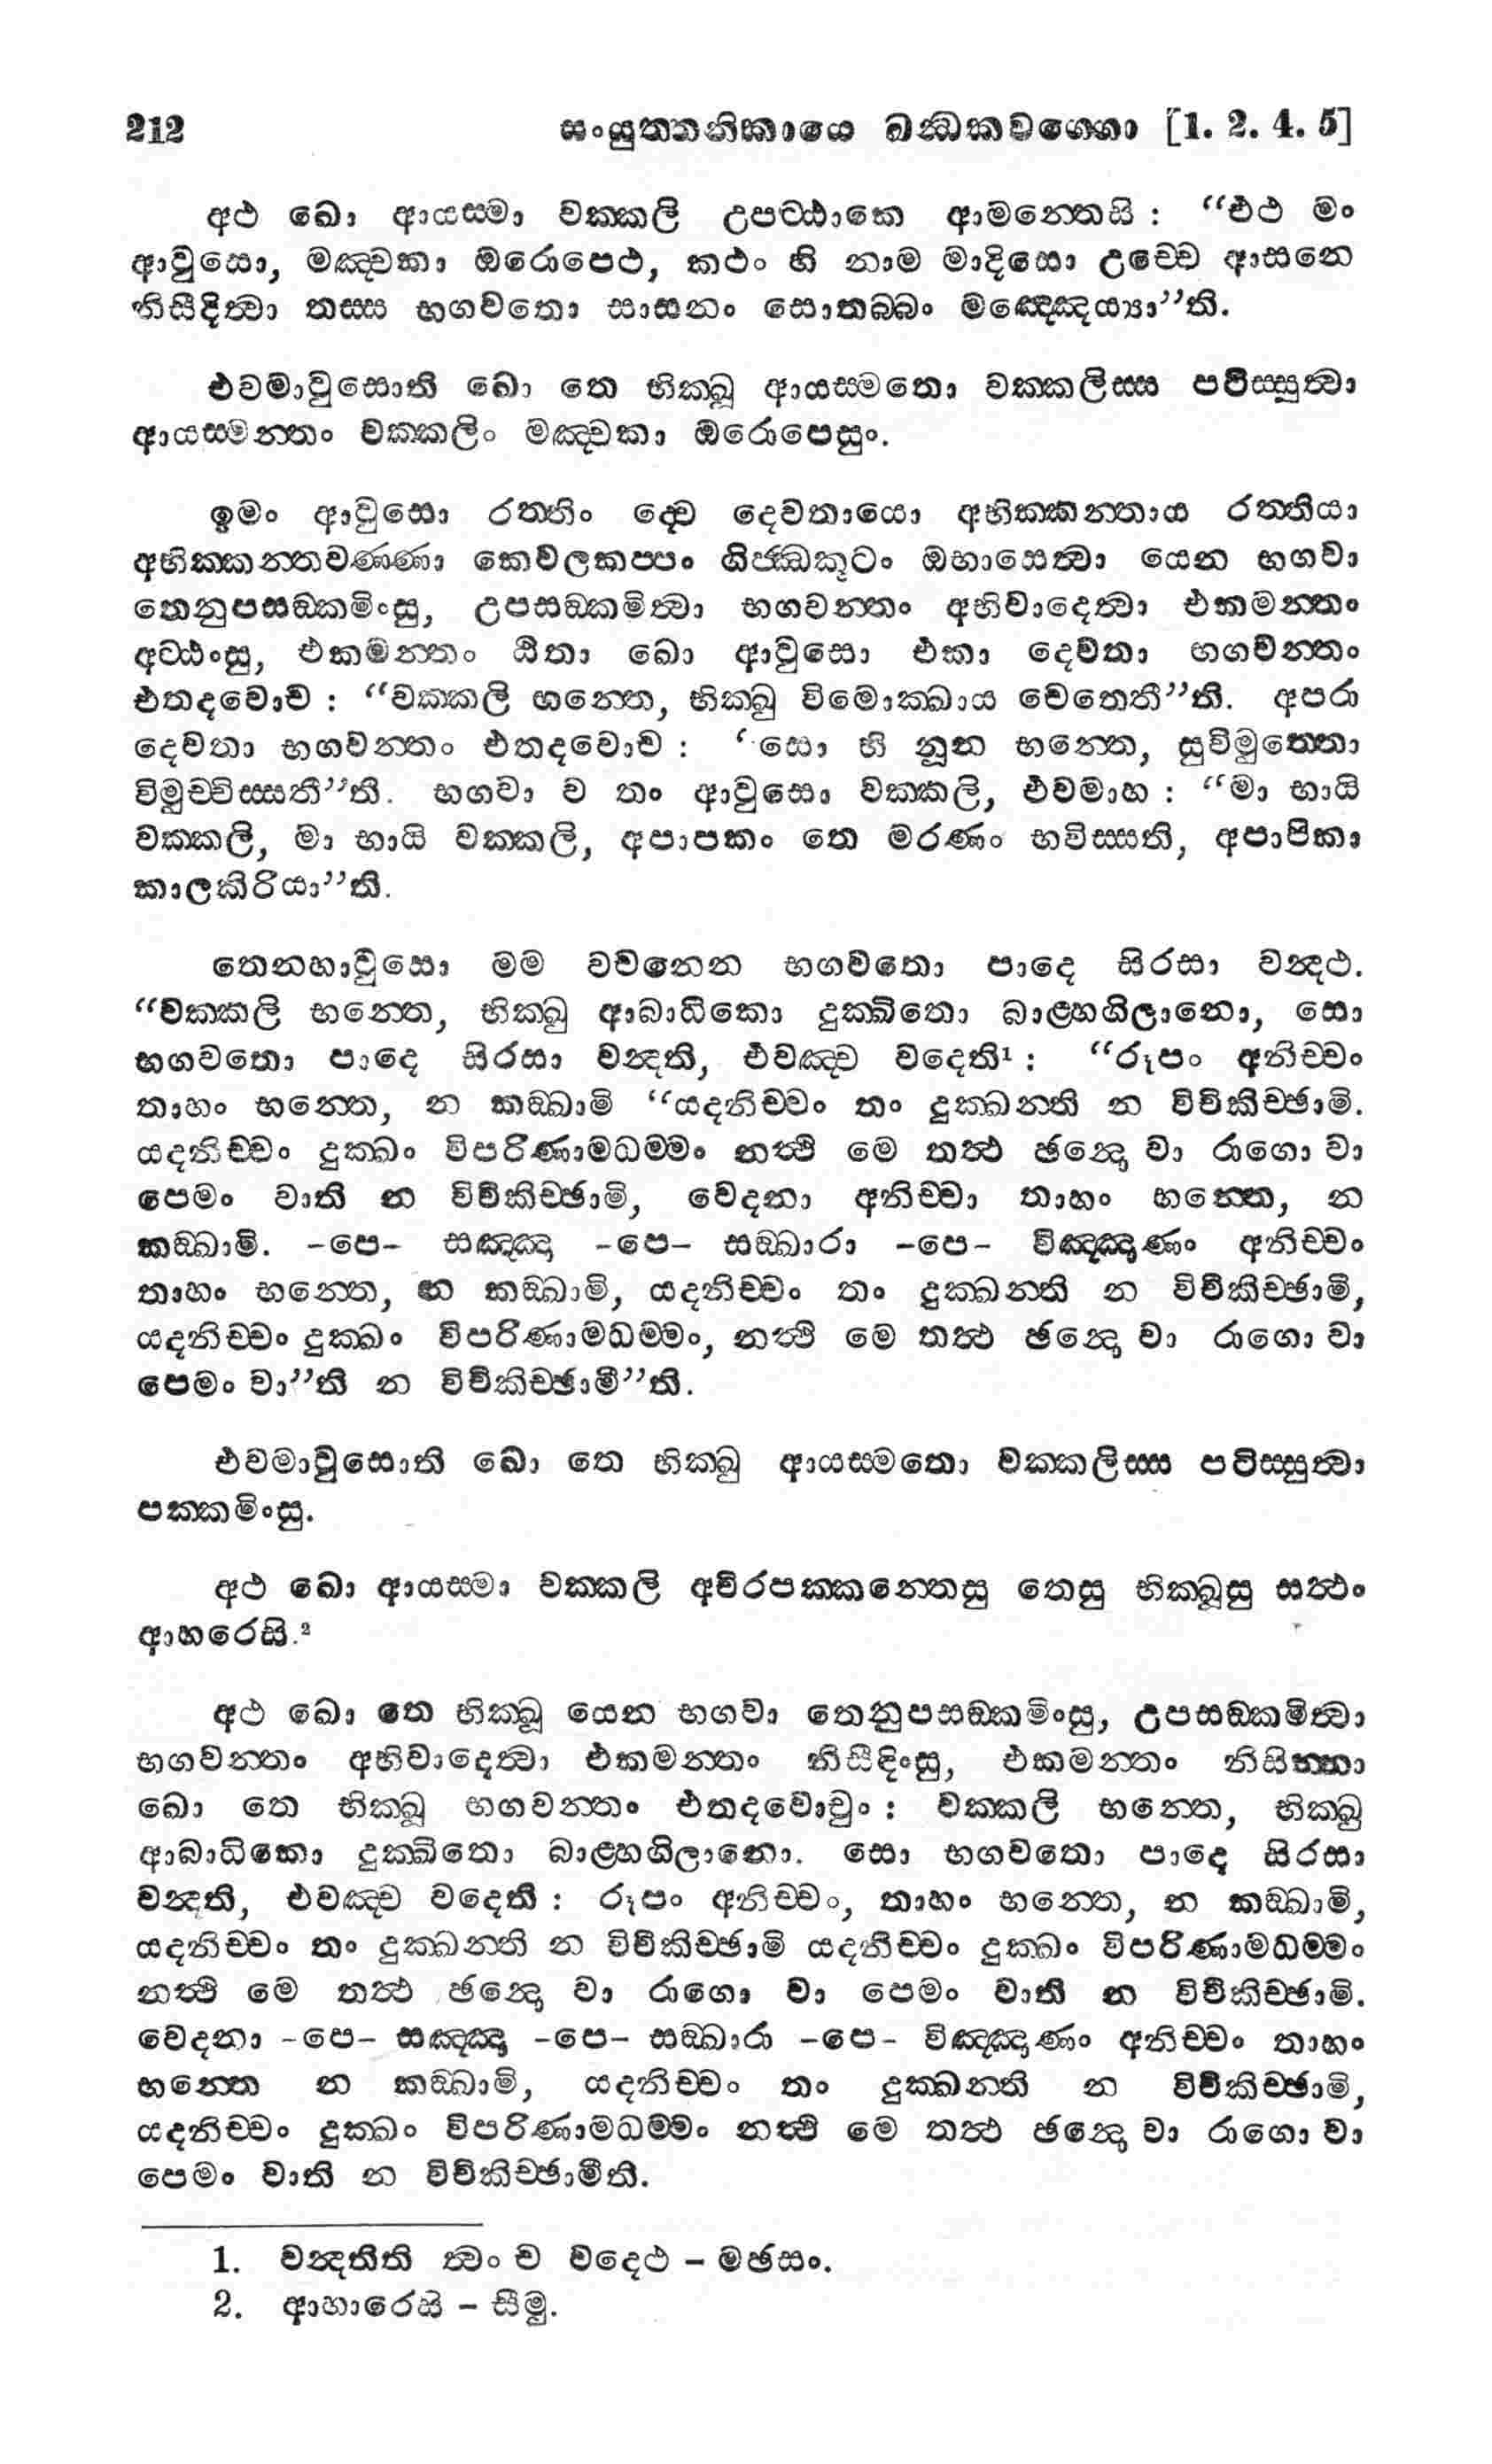 212 සංයුත්තනිකායෙ ඛන්ධකවග්ගො [1. 2. 4. 5]
අථ ඛො ආයස්මා වක්කලි උපට්ඨාකෙ ආමන්තෙසි : “එථ මං
ආවුසො, මඤ්චකා ඔරොපෙථ, කථං හි නාම මාදිසො උච්චෙ ආසනෙ
නිසීදිත්වා තස්ස භගවතො සාසනං සොතබ්බං මඤ්ඤෙය්‍යා”ති.
එවමාවුසොති ඛො තෙ භික්ඛූ ආයස්මතො වක්කලිස්ස පටිස්සුත්වා
ආයස්මන්තං වක්කලිං මඤ්චකා ඔරොපෙසුං.
ඉමං ආවුසො රත්තිං ද්වෙ දෙවතායො අභික්කන්තාය රත්තියා
අභික්කන්තවණ්ණා කෙවලකප්පං ගිජ්ඣකූටං ඔභාසෙත්වා යෙන භගවා
තෙනුපසඞ්කමිංසු, උපසඞ්කමිත්වා භගවන්තං අභිවාදෙත්වා එකමන්තං
අට්ඨංසු, එකමන්තං ඨිතා ඛො ආවුසො එකා දෙවතා භගවන්තං
එතදවොච : “වක්කලි භන්තෙ, භික්ඛු විමොක්ඛාය චෙතෙතී”ති. අපරා
දෙවතා භගවන්තං එතදවොච : ‘සො හි නූන භන්තෙ, සුවිමුත්තො
විමුච්චිස්සතී”ති. භගවා ච තං ආවුසො වක්කලි, එවමාහ : “මා භායි
වක්කලි, මා භායි වක්කලි, අපාපකං තෙ මරණං භවිස්සති, අපාපිකා
කාලකිරියා”ති.
තෙනහාවුසො මම වචනෙන භගවතො පාදෙ සිරසා වන්දථ.
“වක්කලි භන්තෙ, භික්ඛු ආබාධිකො දුක්ඛිතො බාළ්හගිලානො, සො
භගවතො පාදෙ සිරසා වන්දති, එවඤ්ච වදෙති¹ : “රූපං අනිච්චං
තාහං භන්තෙ, න කඞ්ඛාමි “යදනිච්චං තං දුක්ඛන්ති න විචිකිච්ඡාමි.
යදනිච්චං දුක්ඛං විපරිණාමධම්මං නත්ථි මෙ තත්ථ ඡන්දො වා රාගො වා
පෙමං වාති න විචිකිච්ඡාමි, වෙදනා අනිච්චා තාහං භන්තෙ, න
කඞ්ඛාමි. -පෙ- සඤ්ඤා -පෙ- සඞ්ඛාරා -පෙ- විඤ්ඤාණං අනිච්චං
තාහං භන්තෙ, න කඞ්ඛාමි, යදනිච්චං තං දුක්ඛන්ති න විචිකිච්ඡාමි,
යදනිච්චං දුක්ඛං විපරිණාමධම්මං, නත්ථි මෙ තත්ථ ඡන්දො වා රාගො වා
පෙමං වා”ති න විචිකිච්ඡාමී”ති.
එවමාවුසොති ඛො තෙ භික්ඛු ආයස්මතො වක්කලිස්ස පටිස්සුත්වා
පක්කමිංසු.
අථ ඛො ආයස්මා වක්කලි අචිරපක්කන්තෙසු තෙසු භික්ඛූසු සත්ථං
ආහරෙසි.²
අථ ඛො තෙ භික්ඛූ යෙන භගවා තෙනුපසඞ්කමිංසු, උපසඞ්කමිත්වා
භගවන්තං අභිවාදෙත්වා එකමන්තං නිසීදිංසු, එකමන්තං නිසින්නා
ඛො තෙ භික්ඛූ භගවන්තං එතදවොචුං : වක්කලි භන්තෙ, භික්ඛු
ආබාධිකො දුක්ඛිතො බාළ්හගිලානො. සො භගවතො පාදෙ සිරසා
වන්දති, එවඤ්ච වදෙති : රූපං අනිච්චං, තාහං භන්තෙ, න කඞ්ඛාමි,
යදනිච්චං තං දුක්ඛන්ති න විචිකිච්ඡාමි යදනිච්චං දුක්ඛං විපරිණාමධම්මං
නත්ථි මෙ තත්ථ ඡන්දො වා රාගො වා පෙමං වාති න විචිකිච්ඡාමි.
වෙදනා -පෙ- සඤ්ඤා -පෙ- සඞ්ඛාරා -පෙ- විඤ්ඤාණං අනිච්චං තාහං
භන්තෙ න කඞ්ඛාමි, යදනිච්චං තං දුක්ඛන්ති න විචිකිච්ඡාමි,
යදනිච්චං දුක්ඛං විපරිණාමධම්මං නත්ථි මෙ තත්ථ ඡන්දො වා රාගො වා
පෙමං වාති න විචිකිච්ඡාමීති.
1. වන්දතීති ත්වං ච වදෙථ - මඡසං.
2. ආහාරෙසි - සීමු.